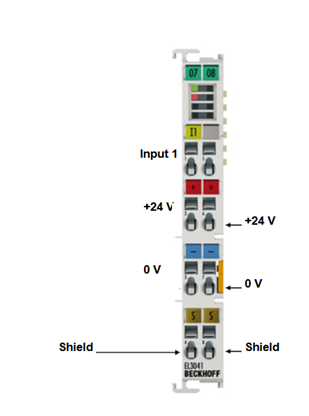 07 08
I1
Input 1
+ +
+24 V
+24 V
- -
0 V
0 V
S S
Shield
Shield
EL3041
BECKHOFF